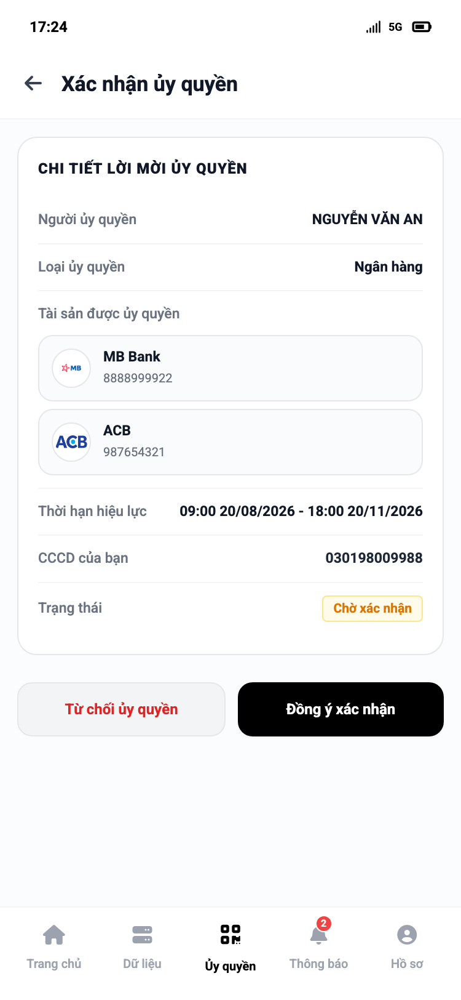 17:24
5G
Xác nhận ủy quyền
CHI TIẾT LỜI MỜI ỦY QUYỀN
Người ủy quyền
NGUYỄN VĂN AN
Loại ủy quyền
Ngân hàng
Tài sản được ủy quyền
MB
MB Bank
8888999922
ACB
ACB
987654321
Thời hạn hiệu lực
09:00 20/08/2026 - 18:00 20/11/2026
CCCD của bạn
030198009988
Trạng thái
Chờ xác nhận
Từ chối ủy quyền
Đồng ý xác nhận
2
Trang chủ
Dữ liệu
Ủy quyền
Thông báo
Hồ sơ